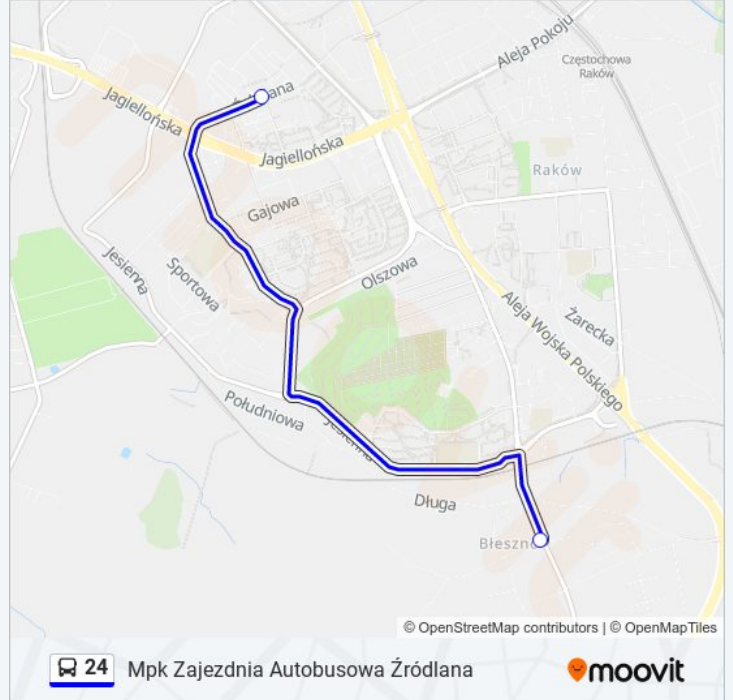 Aleja Pokoju
Częstochowa
Raków
Jagiellońska
Jagiellońska
Raków
Gajowa
Jesienna
Sportowa
Olszowa
Aleja Wojska Polskiego
Żarecka
Południowa
Jesienna
Długa
© OpenStreetMap contributors | © OpenMapTiles
24 Mpk Zajezdnia Autobusowa Źródlana
moovit